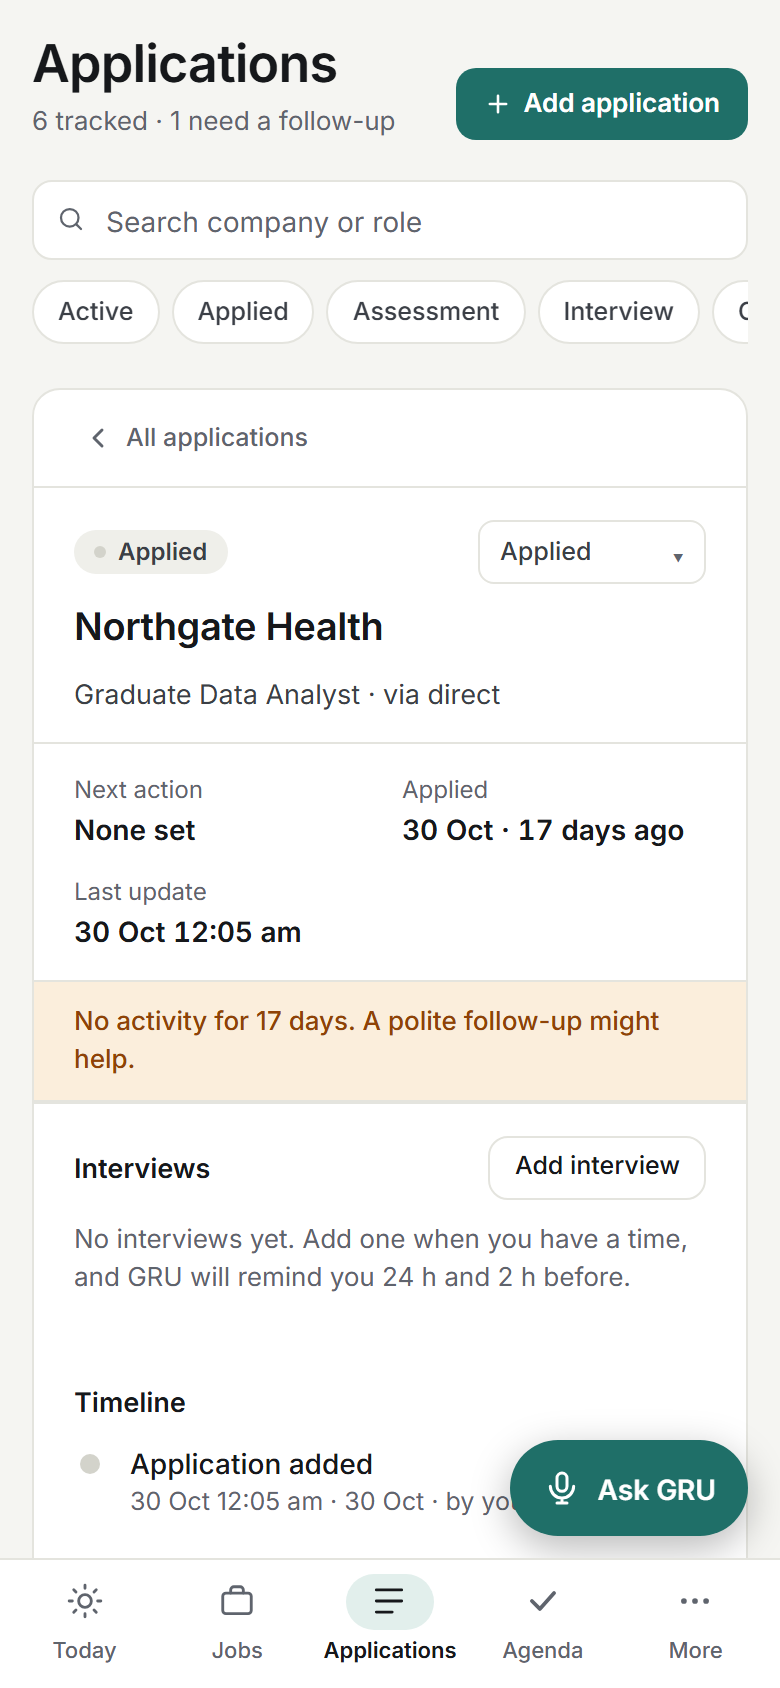 Applications
6 tracked · 1 need a follow-up
+ Add application
Search company or role
Active
Applied
Assessment
Interview
All applications
Applied
Applied
Northgate Health
Graduate Data Analyst · via direct
Next action
None set
Applied
30 Oct · 17 days ago
Last update
30 Oct 12:05 am
No activity for 17 days. A polite follow-up might
help.
Interviews
Add interview
No interviews yet. Add one when you have a time,
and GRU will remind you 24 h and 2 h before.
Timeline
Application added
30 Oct 12:05 am · 30 Oct · by
Ask GRU
Today
Jobs
Applications
Agenda
More